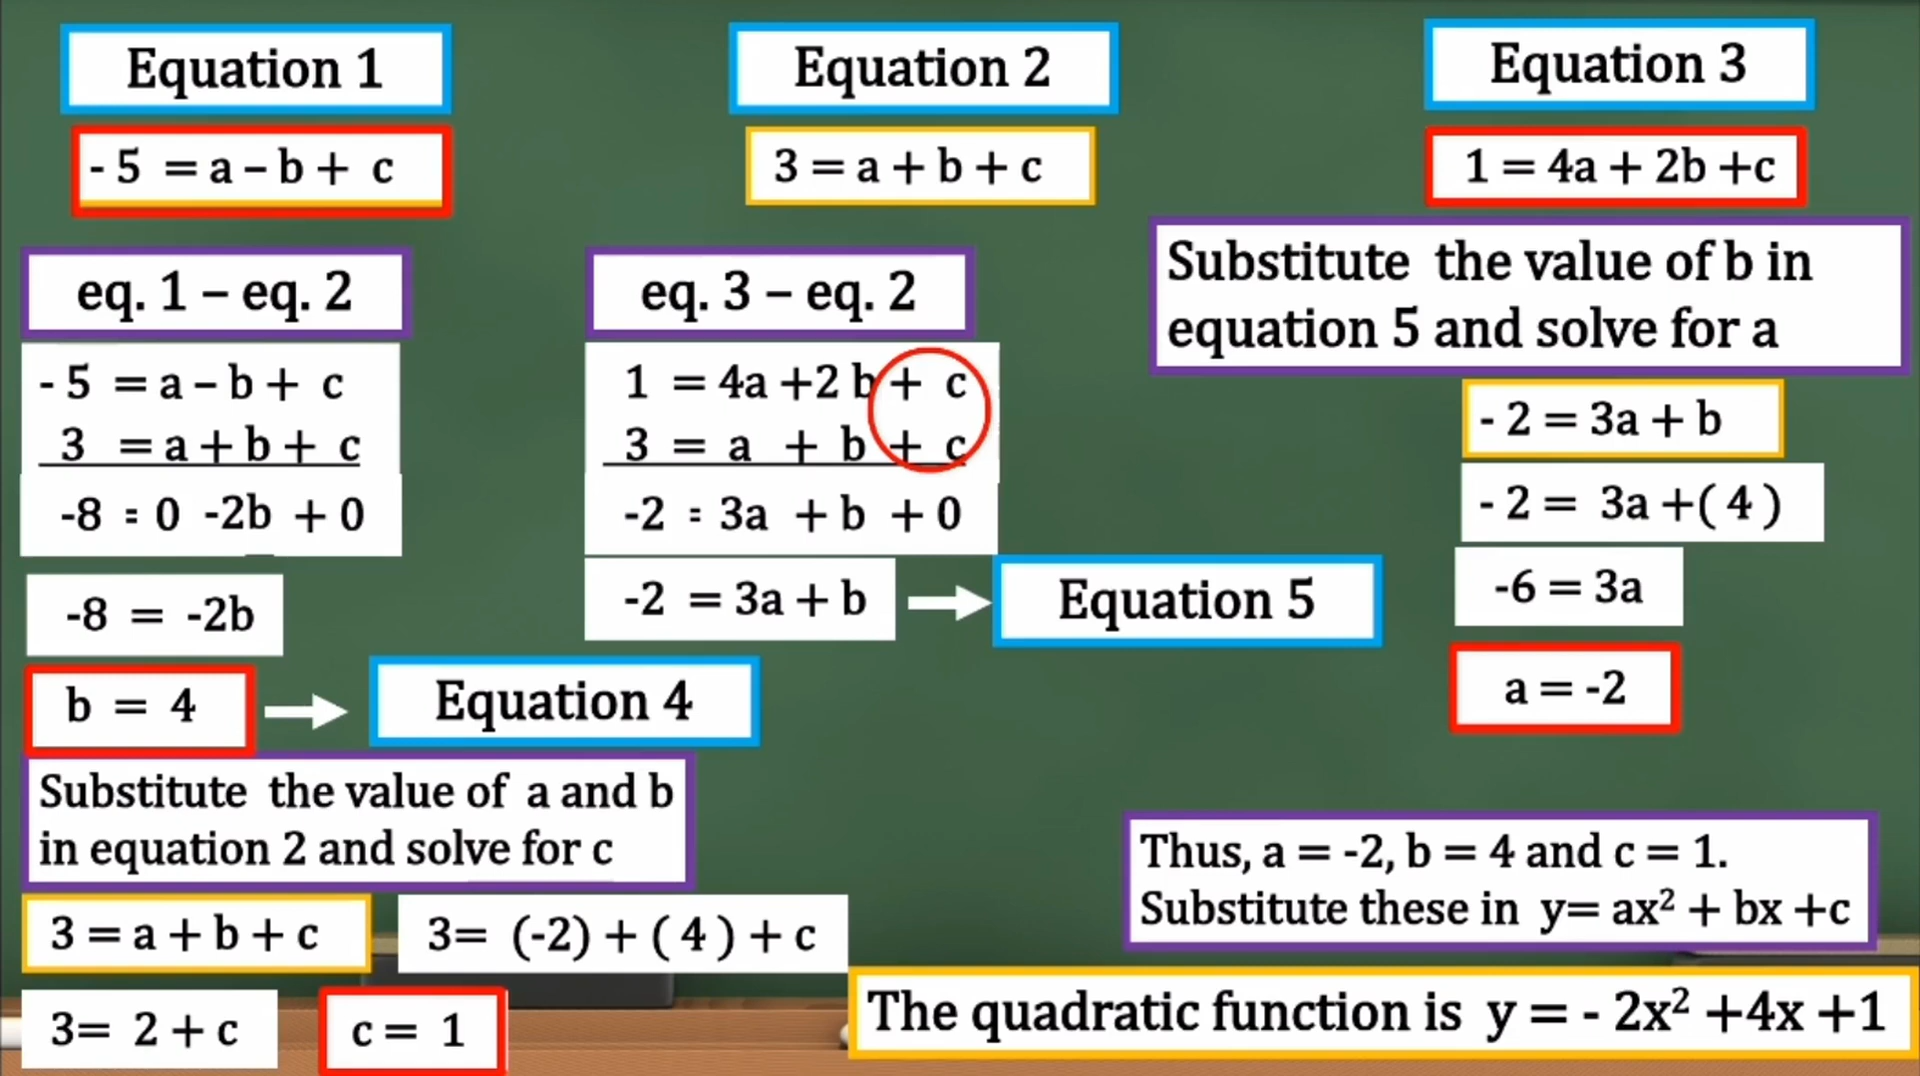 Equation 1
Equation 2
Equation 3
- 5 = a – b + c
3 = a + b + c
1 = 4a + 2b +c
eq. 1 – eq. 2
- 5 = a – b + c
3 = a + b + c
-8 = 0 -2b + 0
-8 = -2b
b = 4
Equation 4
eq. 3 – eq. 2
1 = 4a +2 b + c
3 = a + b + c
-2 = 3a + b + 0
-2 = 3a + b
Equation 5
Substitute the value of b in
equation 5 and solve for a
- 2 = 3a + b
- 2 = 3a +( 4 )
-6 = 3a
a = -2
Substitute the value of a and b
in equation 2 and solve for c
3 = a + b + c
3= (-2) + ( 4 ) + c
3= 2 + c
c = 1
Thus, a = -2, b = 4 and c = 1.
Substitute these in y= ax² + bx +c
The quadratic function is y = - 2x² +4x +1